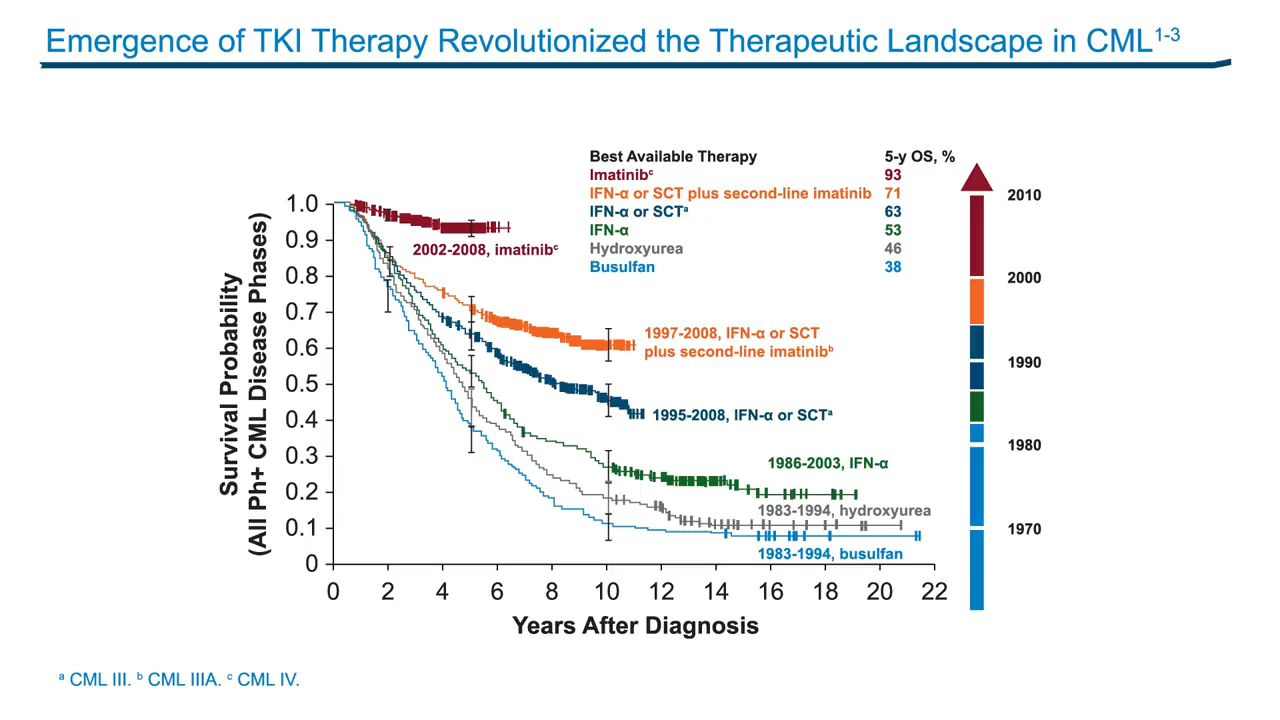 Emergence of TKI Therapy Revolutionized the Therapeutic Landscape in CML¹⁻³
Best Available Therapy 5-y OS, %
Imatinibᶜ 93
IFN-α or SCT plus second-line imatinib 71
IFN-α or SCTᵃ 63
IFN-α 53
Hydroxyurea 46
Busulfan 38
Survival Probability
(All Ph+ CML Disease Phases)
1.0
0.9
0.8
0.7
0.6
0.5
0.4
0.3
0.2
0.1
0
2002-2008, imatinibᶜ
1997-2008, IFN-α or SCT
plus second-line imatinibᵇ
1995-2008, IFN-α or SCTᵃ
1986-2003, IFN-α
1983-1994, hydroxyurea
1983-1994, busulfan
0 2 4 6 8 10 12 14 16 18 20 22
Years After Diagnosis
2010
2000
1990
1980
1970
ᵃ CML III. ᵇ CML IIIA. ᶜ CML IV.